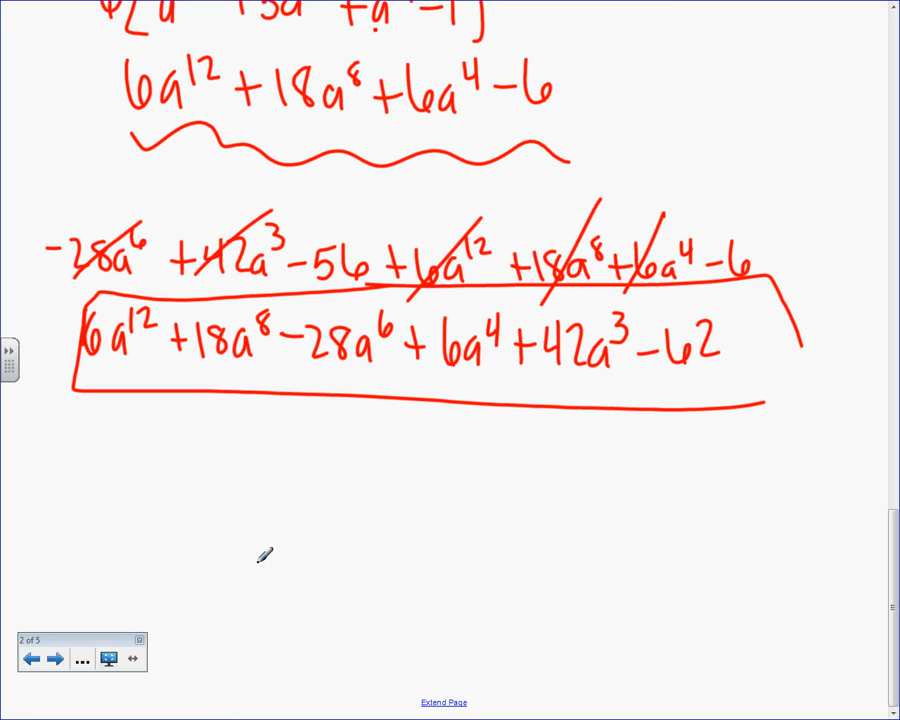 6a¹² + 18a⁸ + 6a⁴ - 6
-28a⁶ + 42a³ - 56 + 6a¹² + 18a⁸ + 6a⁴ - 6
6a¹² + 18a⁸ - 28a⁶ + 6a⁴ + 42a³ - 62
2 of 5
Extend Page